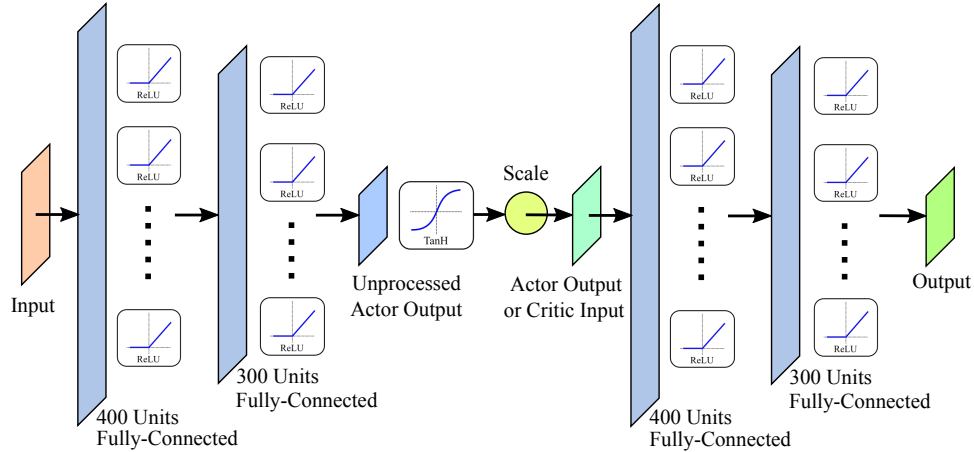 ReLU
ReLU
ReLU
ReLU
ReLU
ReLU
Input
400 Units
Fully-Connected
300 Units
Fully-Connected
Unprocessed
Actor Output
TanH
Scale
Actor Output
or Critic Input
ReLU
ReLU
ReLU
ReLU
ReLU
ReLU
400 Units
Fully-Connected
300 Units
Fully-Connected
Output